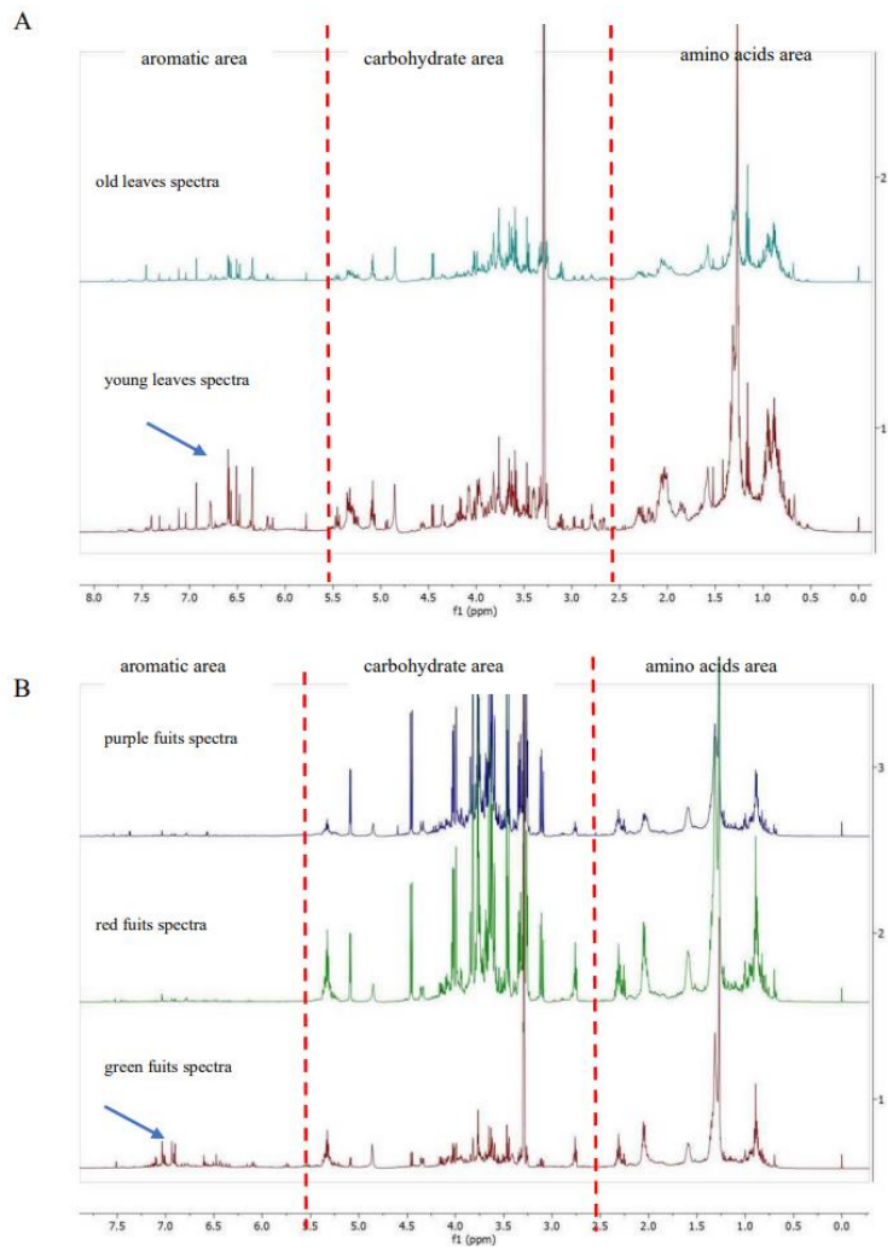 A
aromatic area carbohydrate area amino acids area
old leaves spectra
2
young leaves spectra
1
8.0 7.5 7.0 6.5 6.0 5.5 5.0 4.5 4.0 3.5 3.0 2.5 2.0 1.5 1.0 0.5 0.0
f1 (ppm)
B
aromatic area carbohydrate area amino acids area
purple fuits spectra
3
red fuits spectra
2
green fuits spectra
1
7.5 7.0 6.5 6.0 5.5 5.0 4.5 4.0 3.5 3.0 2.5 2.0 1.5 1.0 0.5 0.0
f1 (ppm)